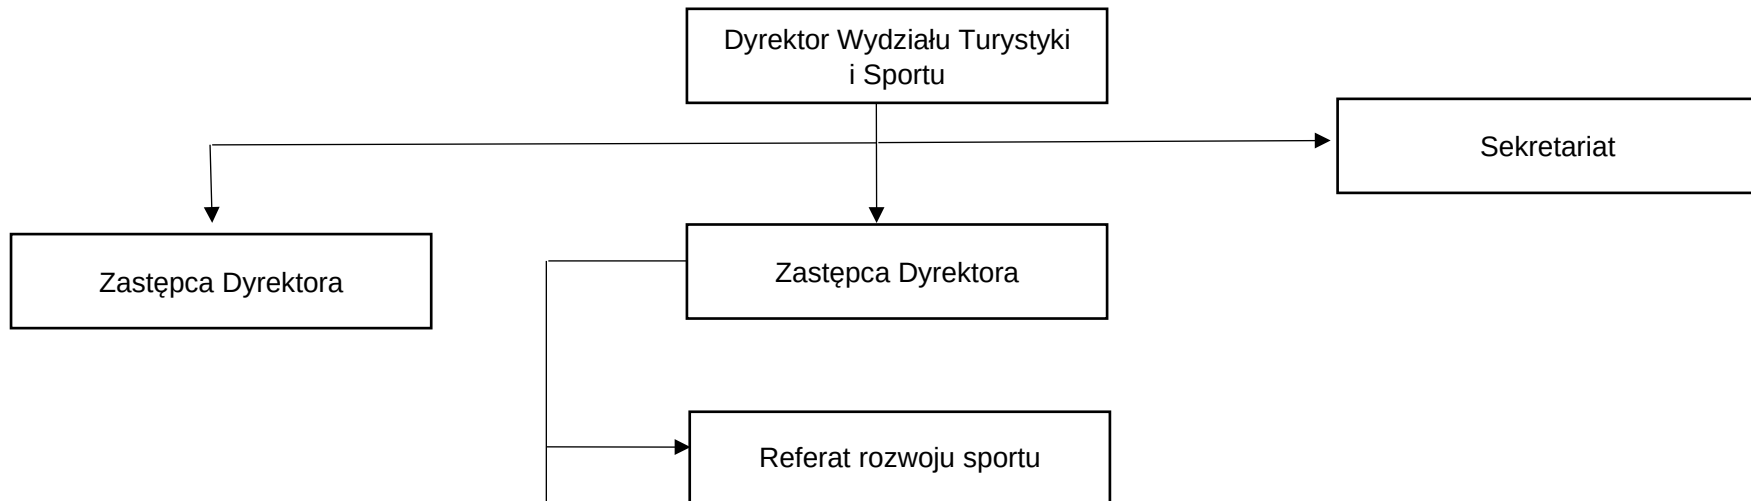 Dyrektor Wydziału Turystyki
i Sportu
Sekretariat
Zastępca Dyrektora
Zastępca Dyrektora
Referat rozwoju sportu